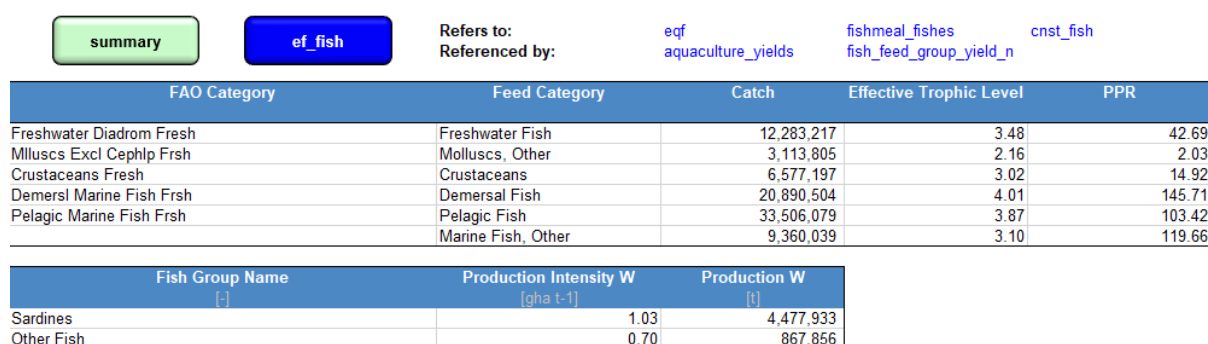 summary ef_fish Refers to: eqf fishmeal_fishes cnst_fish
Referenced by: aquaculture_yields fish_feed_group_yield_n
FAO Category Feed Category Catch Effective Trophic Level PPR
Freshwater Diadrom Fresh Freshwater Fish 12,283,217 3.48 42.69
Mlluscs Excl Cephlp Frsh Molluscs, Other 3,113,805 2.16 2.03
Crustaceans Fresh Crustaceans 6,577,197 3.02 14.92
Demersl Marine Fish Frsh Demersal Fish 20,890,504 4.01 145.71
Pelagic Marine Fish Frsh Pelagic Fish 33,506,079 3.87 103.42
Marine Fish, Other 9,360,039 3.10 119.66
Fish Group Name Production Intensity W Production W
[-] [gha t-1] [t]
Sardines 1.03 4,477,933
Other Fish 0.70 867,856